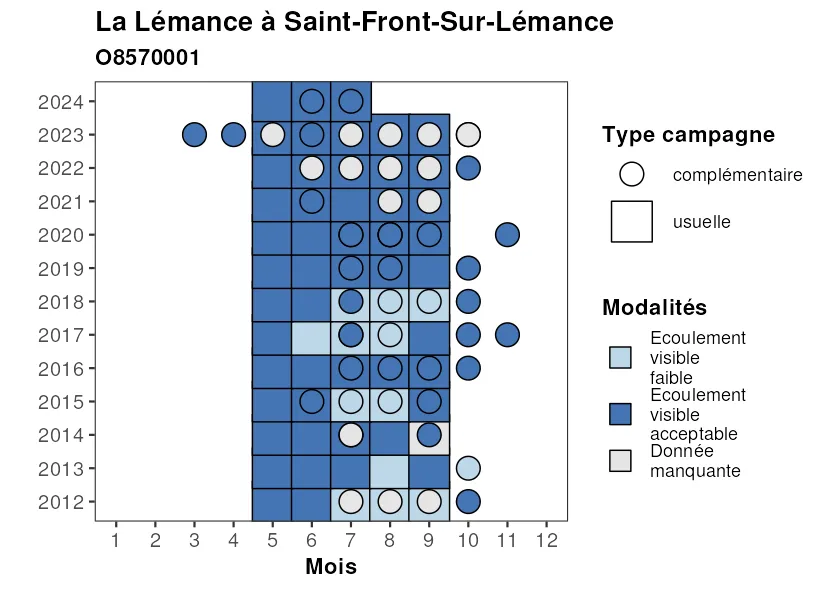 La Lémance à Saint-Front-Sur-Lémance
O8570001
2024
2023
2022
2021
2020
2019
2018
2017
2016
2015
2014
2013
2012
1 2 3 4 5 6 7 8 9 10 11 12
Mois
Type campagne
complémentaire
usuelle
Modalités
Ecoulement
visible
faible
Ecoulement
visible
acceptable
Donnée
manquante